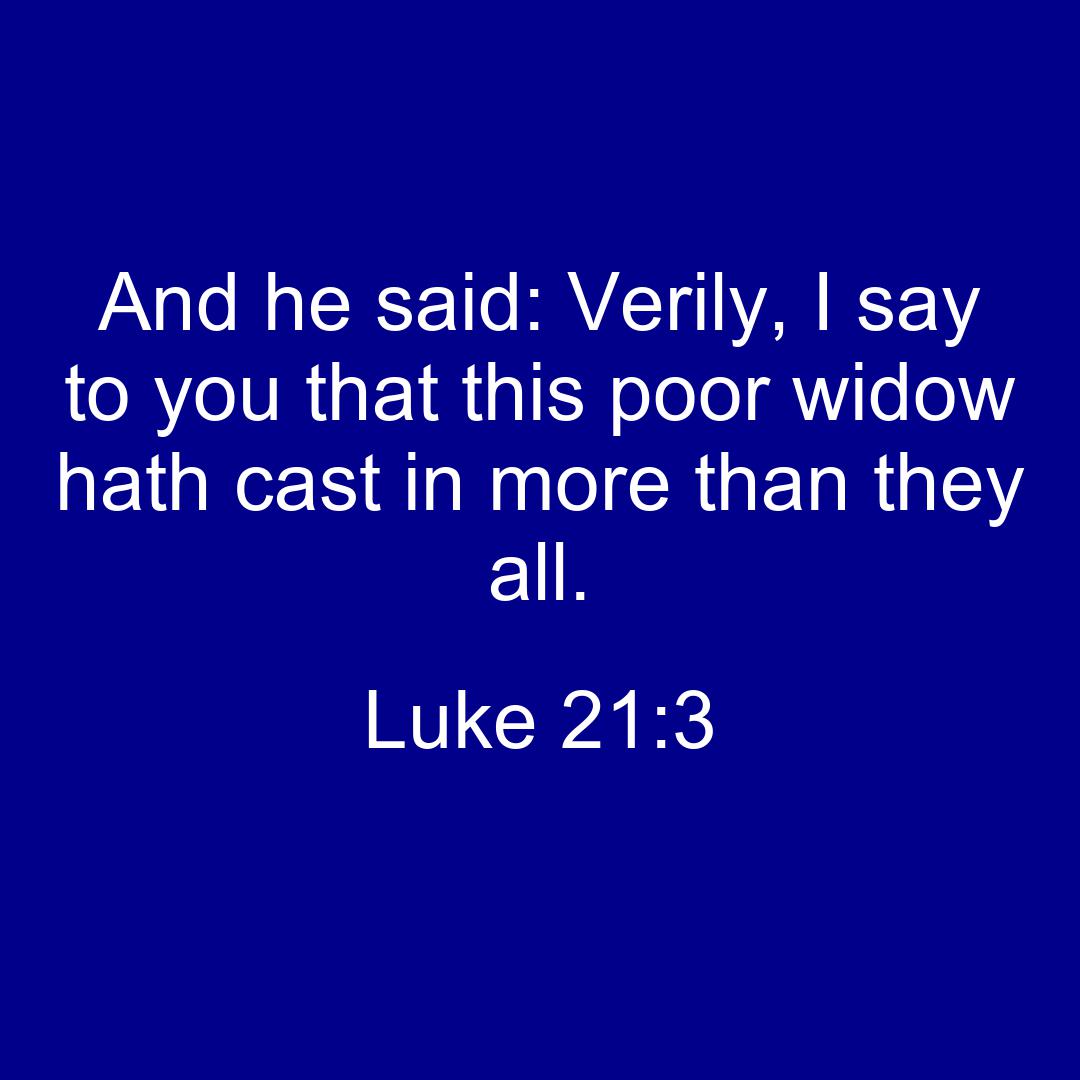 And he said: Verily, I say
to you that this poor widow
hath cast in more than they
all.
Luke 21:3